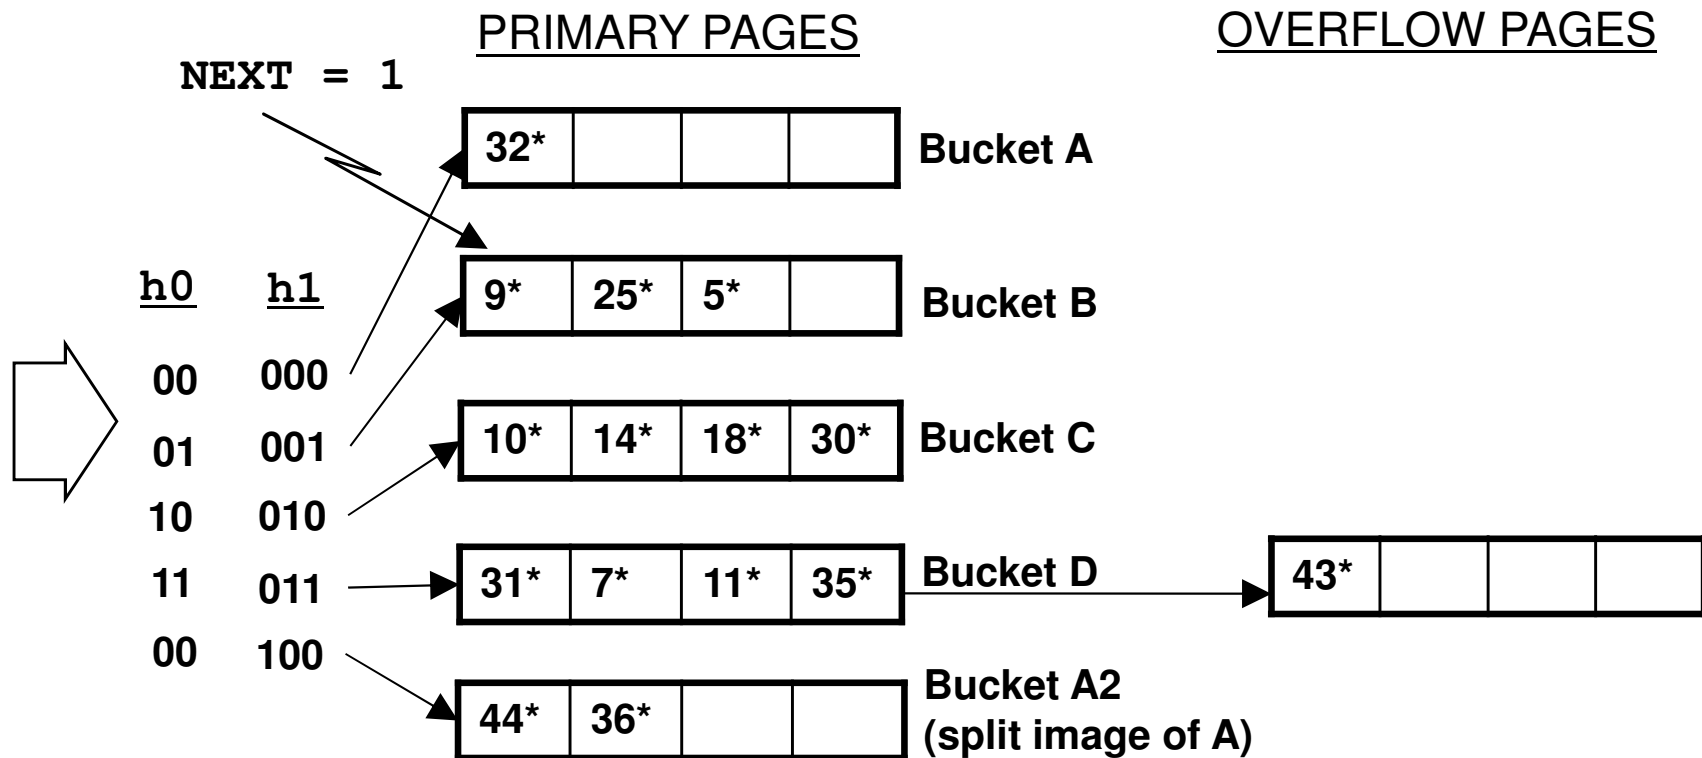 PRIMARY PAGES
OVERFLOW PAGES
NEXT = 1
32*
Bucket A
h0 h1
9* 25* 5*
Bucket B
00 000
01 001
10* 14* 18* 30*
Bucket C
10 010
11 011
31* 7* 11* 35*
Bucket D
43*
00 100
44* 36*
Bucket A2
(split image of A)